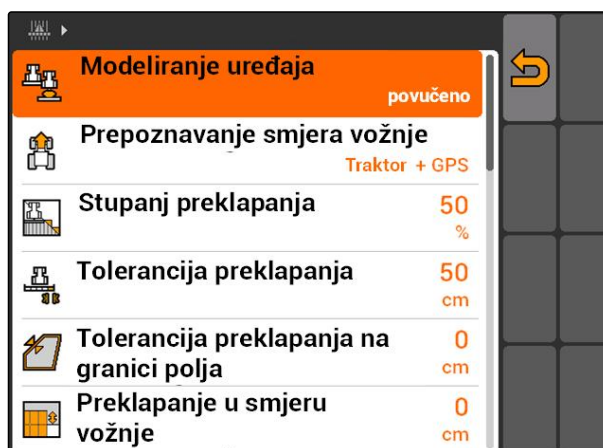 Modeliranje uređaja
povučeno
Prepoznavanje smjera vožnje
Traktor + GPS
Stupanj preklapanja
50
%
Tolerancija preklapanja
50
cm
Tolerancija preklapanja na
granici polja
0
cm
Preklapanje u smjeru
vožnje
0
cm